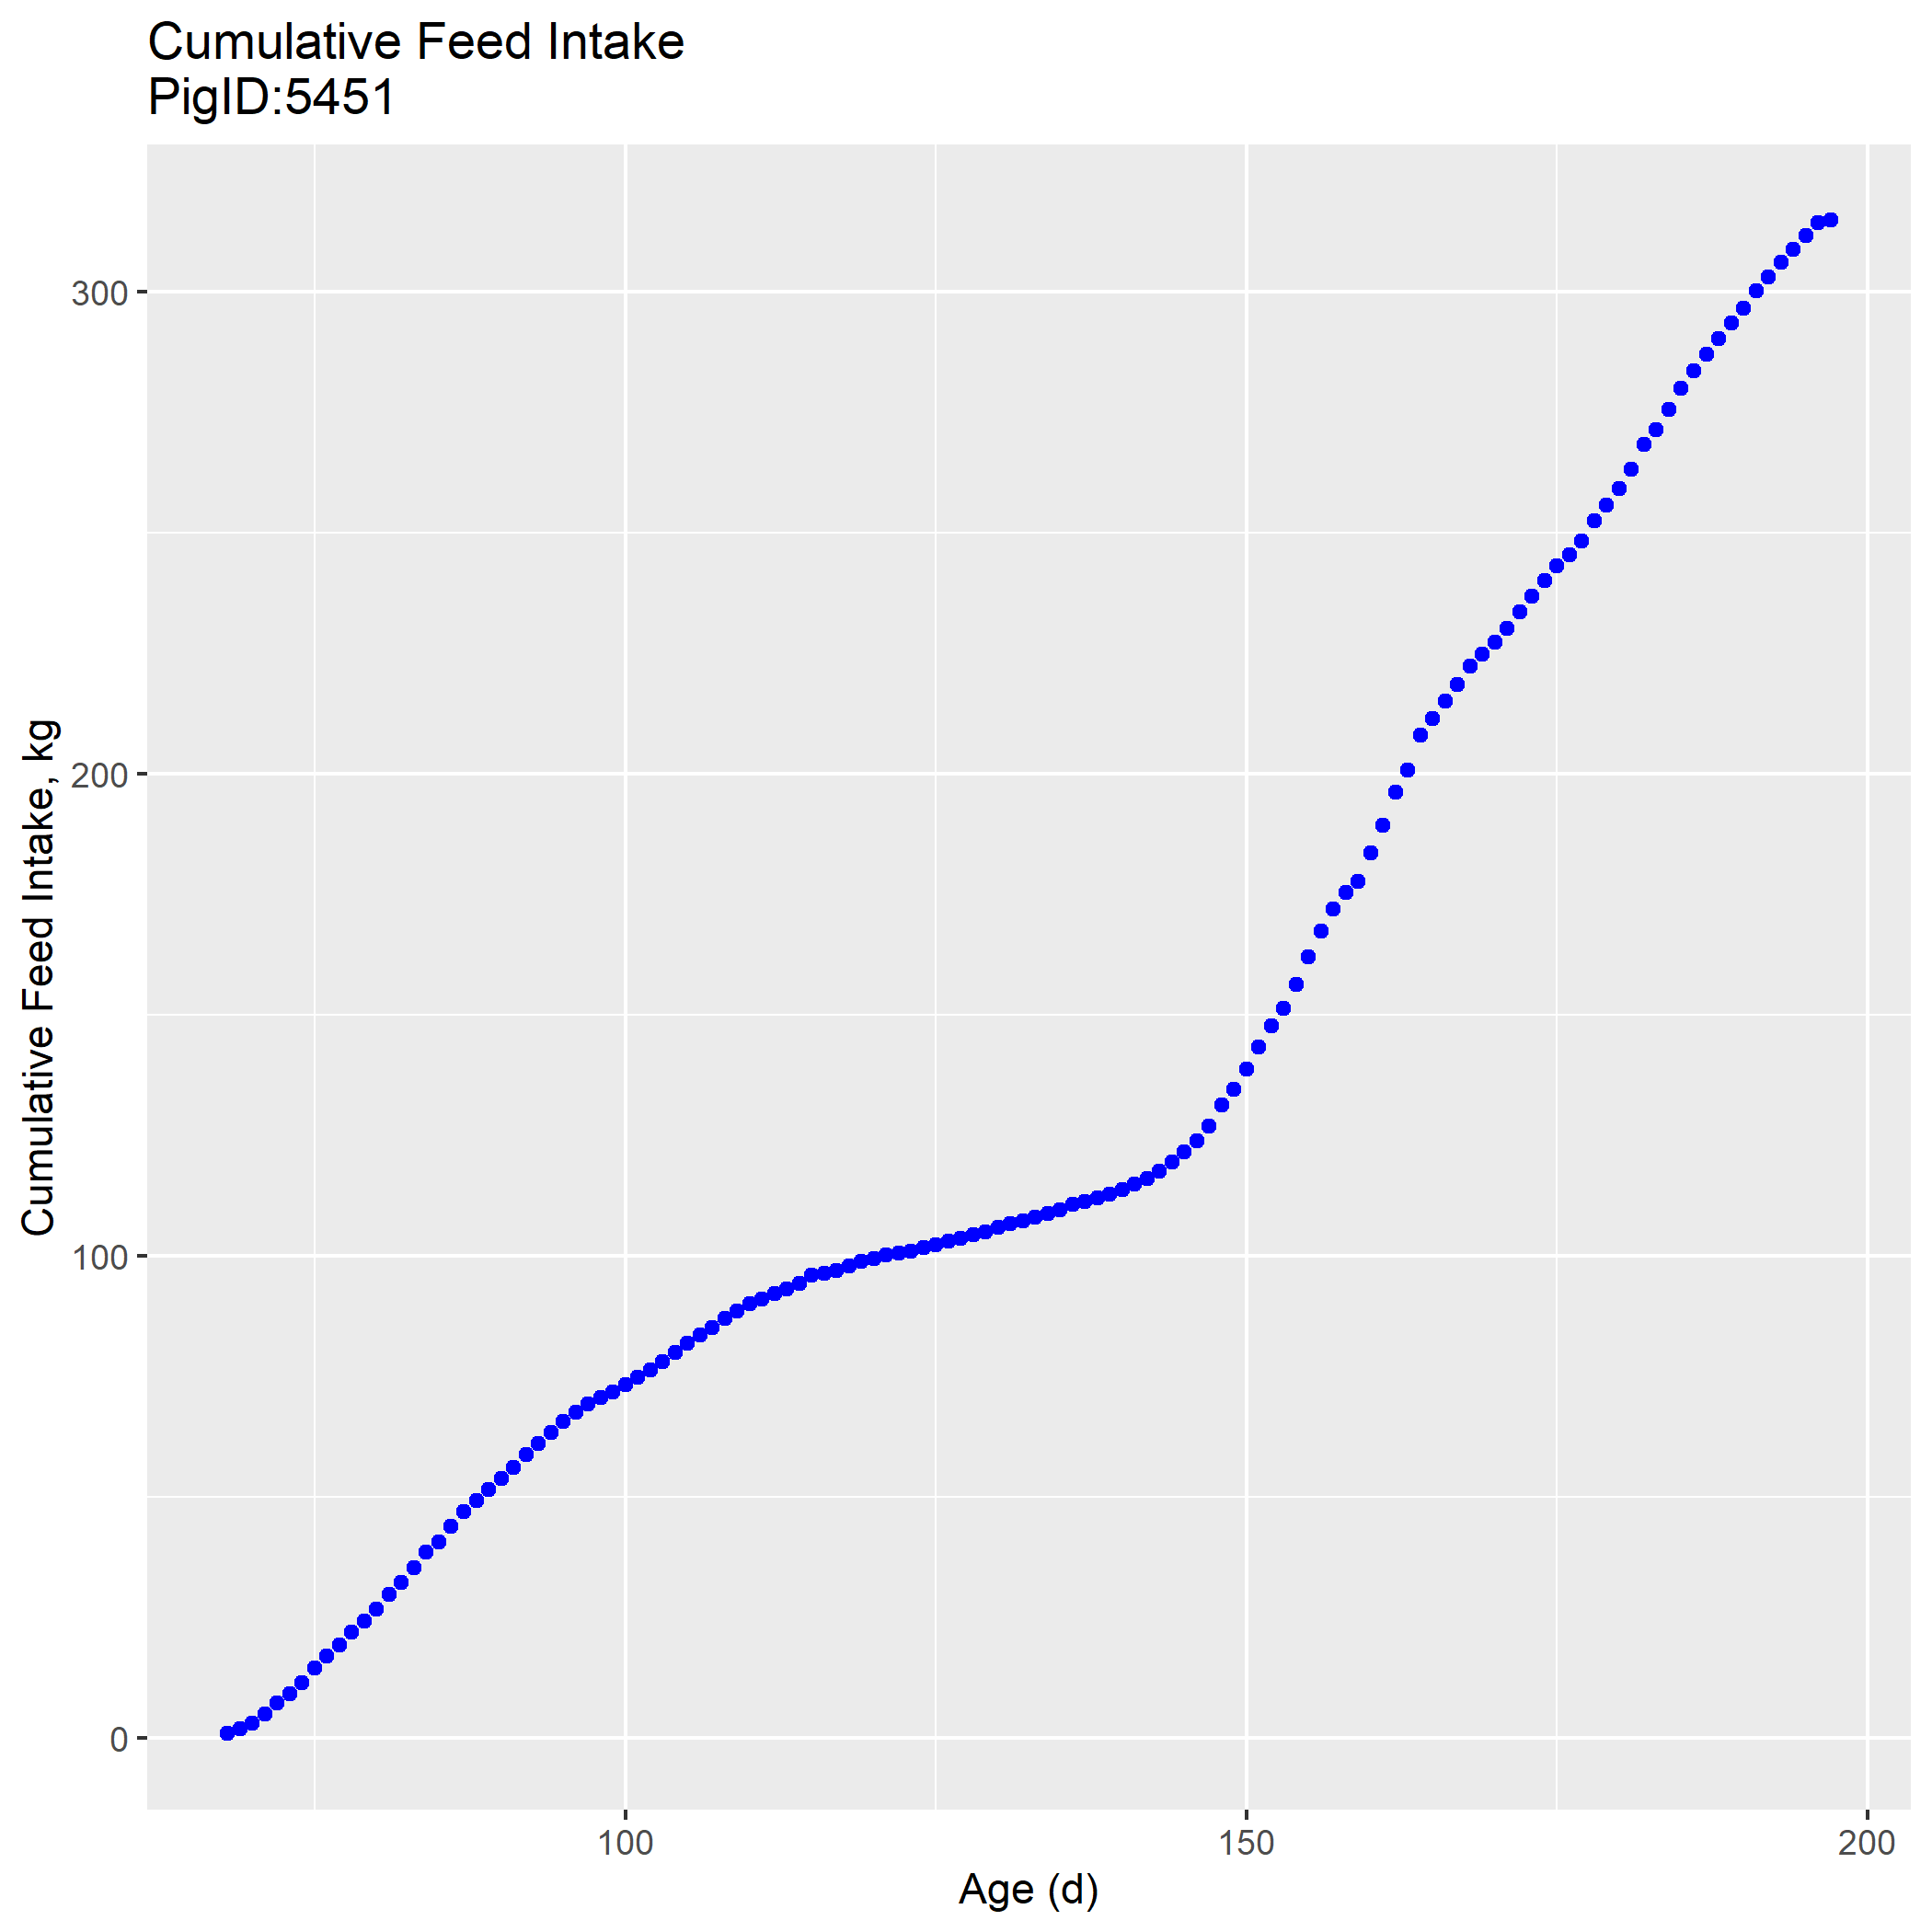 Cumulative Feed Intake
PigID:5451
Cumulative Feed Intake, kg
300
200
100
0
100
150
200
Age (d)